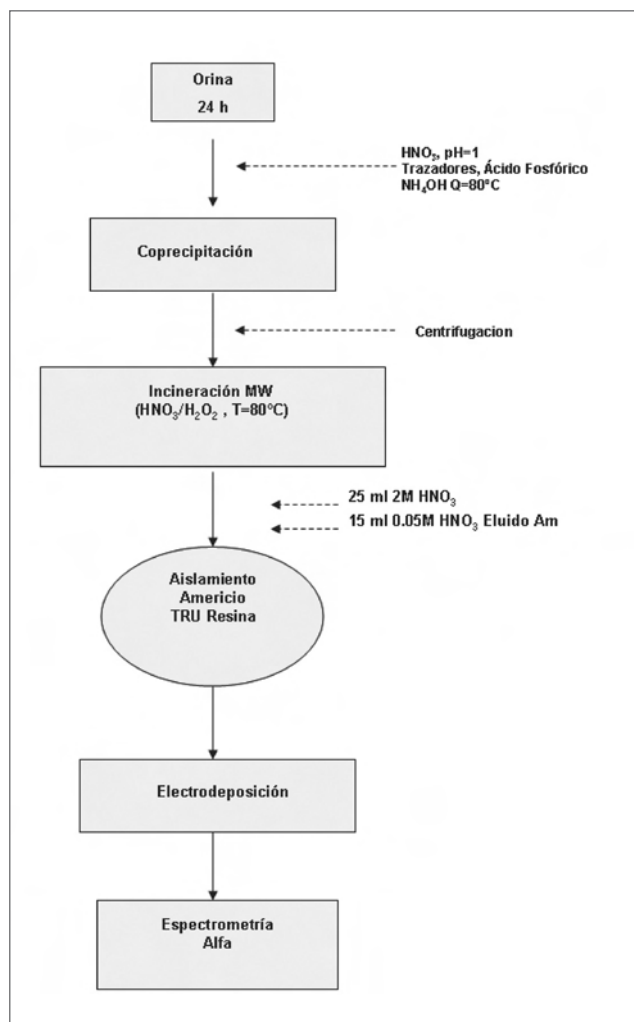 Orina
24 h
HNO₃, pH=1
Trazadores, Ácido Fosfórico
NH₄OH Q=80°C
Coprecipitación
Centrifugacion
Incineración MW
(HNO₃/H₂O₂ , T=80°C)
25 ml 2M HNO₃
15 ml 0.05M HNO₃ Eluido Am
Aislamiento
Americio
TRU Resina
Electrodeposición
Espectrometría
Alfa